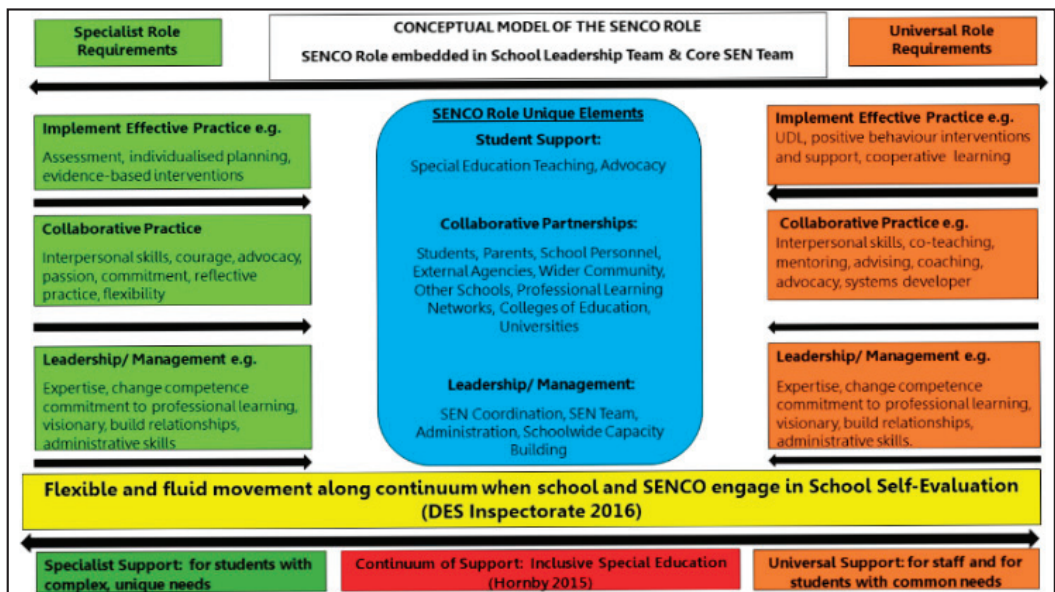 Specialist Role
Requirements
CONCEPTUAL MODEL OF THE SENCO ROLE
SENCO Role embedded in School Leadership Team & Core SEN Team
Universal Role
Requirements
Implement Effective Practice e.g.
Assessment, individualised planning,
evidence-based interventions
Collaborative Practice
Interpersonal skills, courage, advocacy,
passion, commitment, reflective
practice, flexibility
Leadership/ Management e.g.
Expertise, change competence
commitment to professional learning,
visionary, build relationships,
administrative skills
SENCO Role Unique Elements
Student Support:
Special Education Teaching, Advocacy
Collaborative Partnerships:
Students, Parents, School Personnel,
External Agencies, Wider Community,
Other Schools, Professional Learning
Networks, Colleges of Education,
Universities
Leadership/ Management:
SEN Coordination, SEN Team,
Administration, Schoolwide Capacity
Building
Implement Effective Practice e.g.
UDL, positive behaviour interventions
and support, cooperative learning
Collaborative Practice e.g.
Interpersonal skills, co-teaching,
mentoring, advising, coaching,
advocacy, systems developer
Leadership/ Management e.g.
Expertise, change competence
commitment to professional learning,
visionary, build relationships,
administrative skills.
Flexible and fluid movement along continuum when school and SENCO engage in School Self-Evaluation
(DES Inspectorate 2016)
Specialist Support: for students with
complex, unique needs
Continuum of Support: Inclusive Special Education
(Hornby 2015)
Universal Support: for staff and for
students with common needs